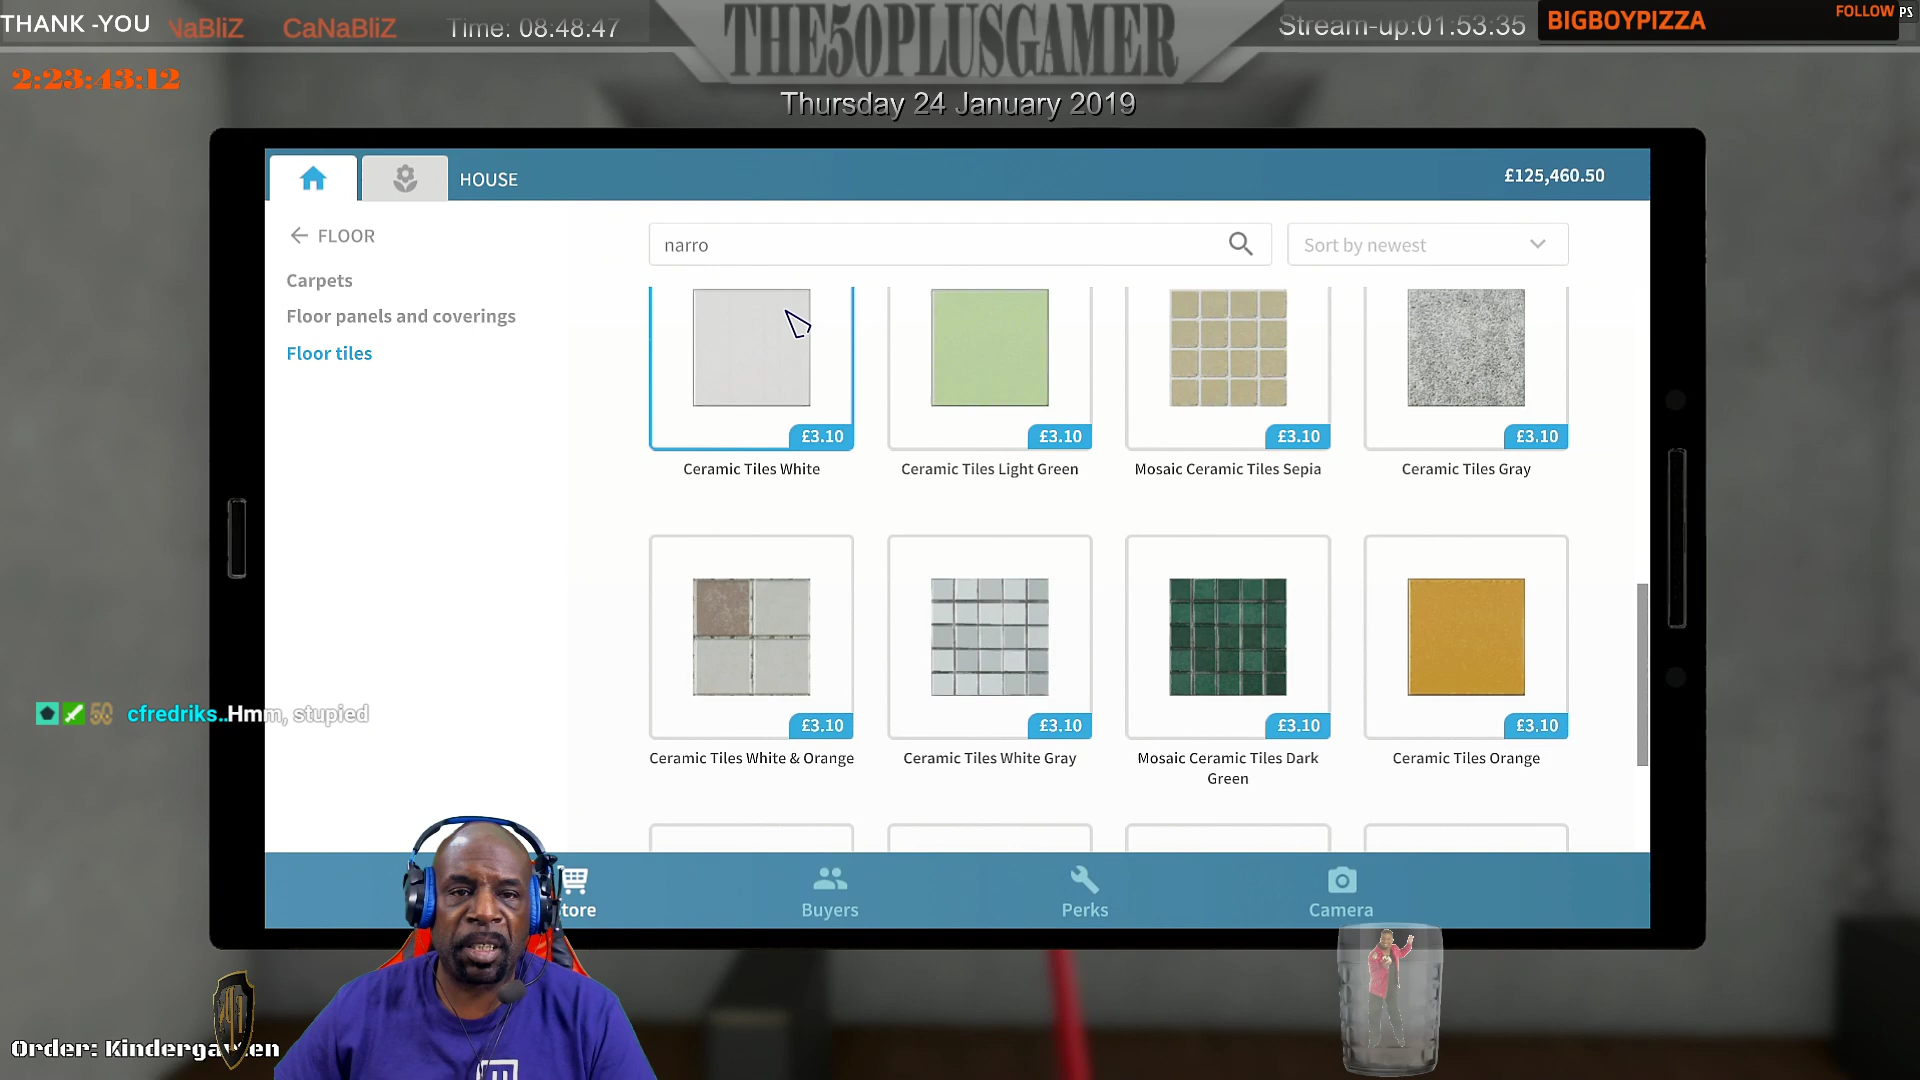 THANK -YOU
NaBliZ
CaNaBliZ
Time: 08:48:47
THE50PLUSGAMER
Stream-up:01:53:35
BIGBOYPIZZA
FOLLOW
PS
2:23:43:12
Thursday 24 January 2019
HOUSE
£125,460.50
FLOOR
narro
Sort by newest
Carpets
Floor panels and coverings
Floor tiles
£3.10
£3.10
£3.10
£3.10
Ceramic Tiles White
Ceramic Tiles Light Green
Mosaic Ceramic Tiles Sepia
Ceramic Tiles Gray
50 cfredriks..Hmm, stupied
£3.10
£3.10
£3.10
£3.10
Ceramic Tiles White & Orange
Ceramic Tiles White Gray
Mosaic Ceramic Tiles Dark
Green
Ceramic Tiles Orange
tore
Buyers
Perks
Camera
Order: Kindergarten